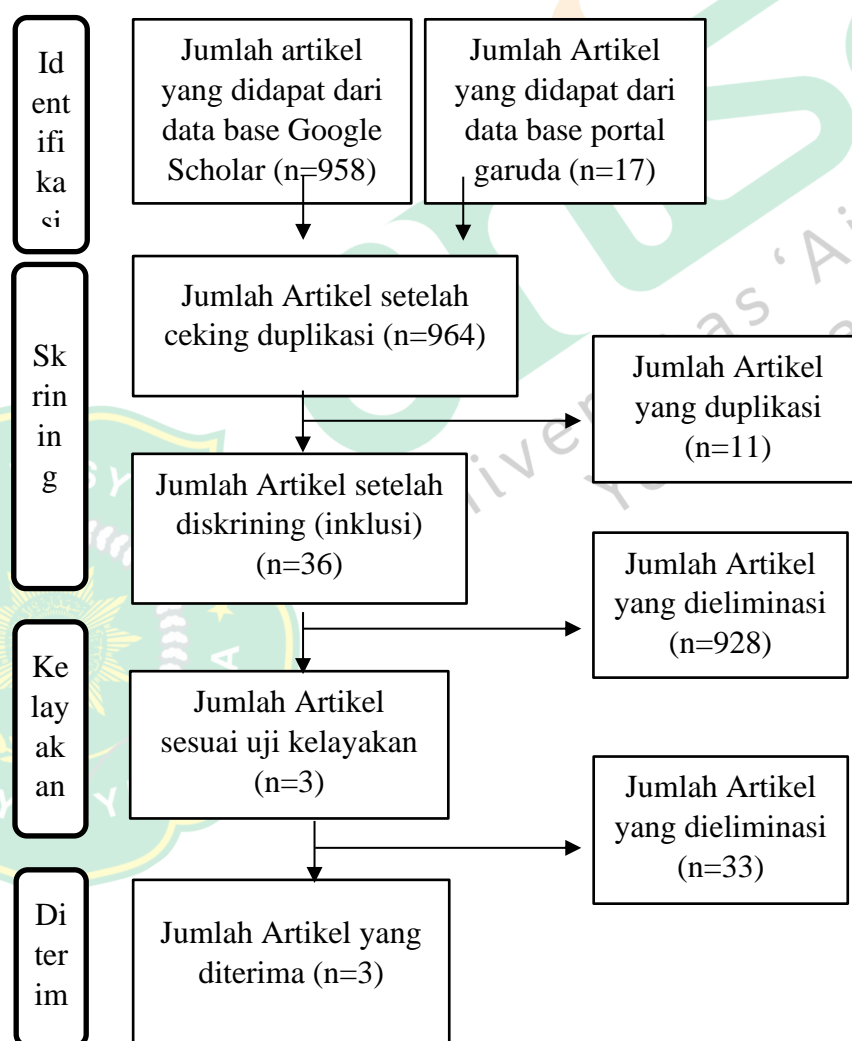 Id
ent
ifi
ka
si
Jumlah artikel
yang didapat dari
data base Google
Scholar (n=958)
Jumlah Artikel
yang didapat dari
data base portal
garuda (n=17)
Sk
rin
in
g
Jumlah Artikel setelah
ceking duplikasi (n=964)
Jumlah Artikel
yang duplikasi
(n=11)
Jumlah Artikel setelah
diskrining (inklusi)
(n=36)
Jumlah Artikel
yang dieliminasi
(n=928)
Ke
lay
ak
an
Jumlah Artikel
sesuai uji kelayakan
(n=3)
Jumlah Artikel
yang dieliminasi
(n=33)
Di
ter
im
Jumlah Artikel yang
diterima (n=3)